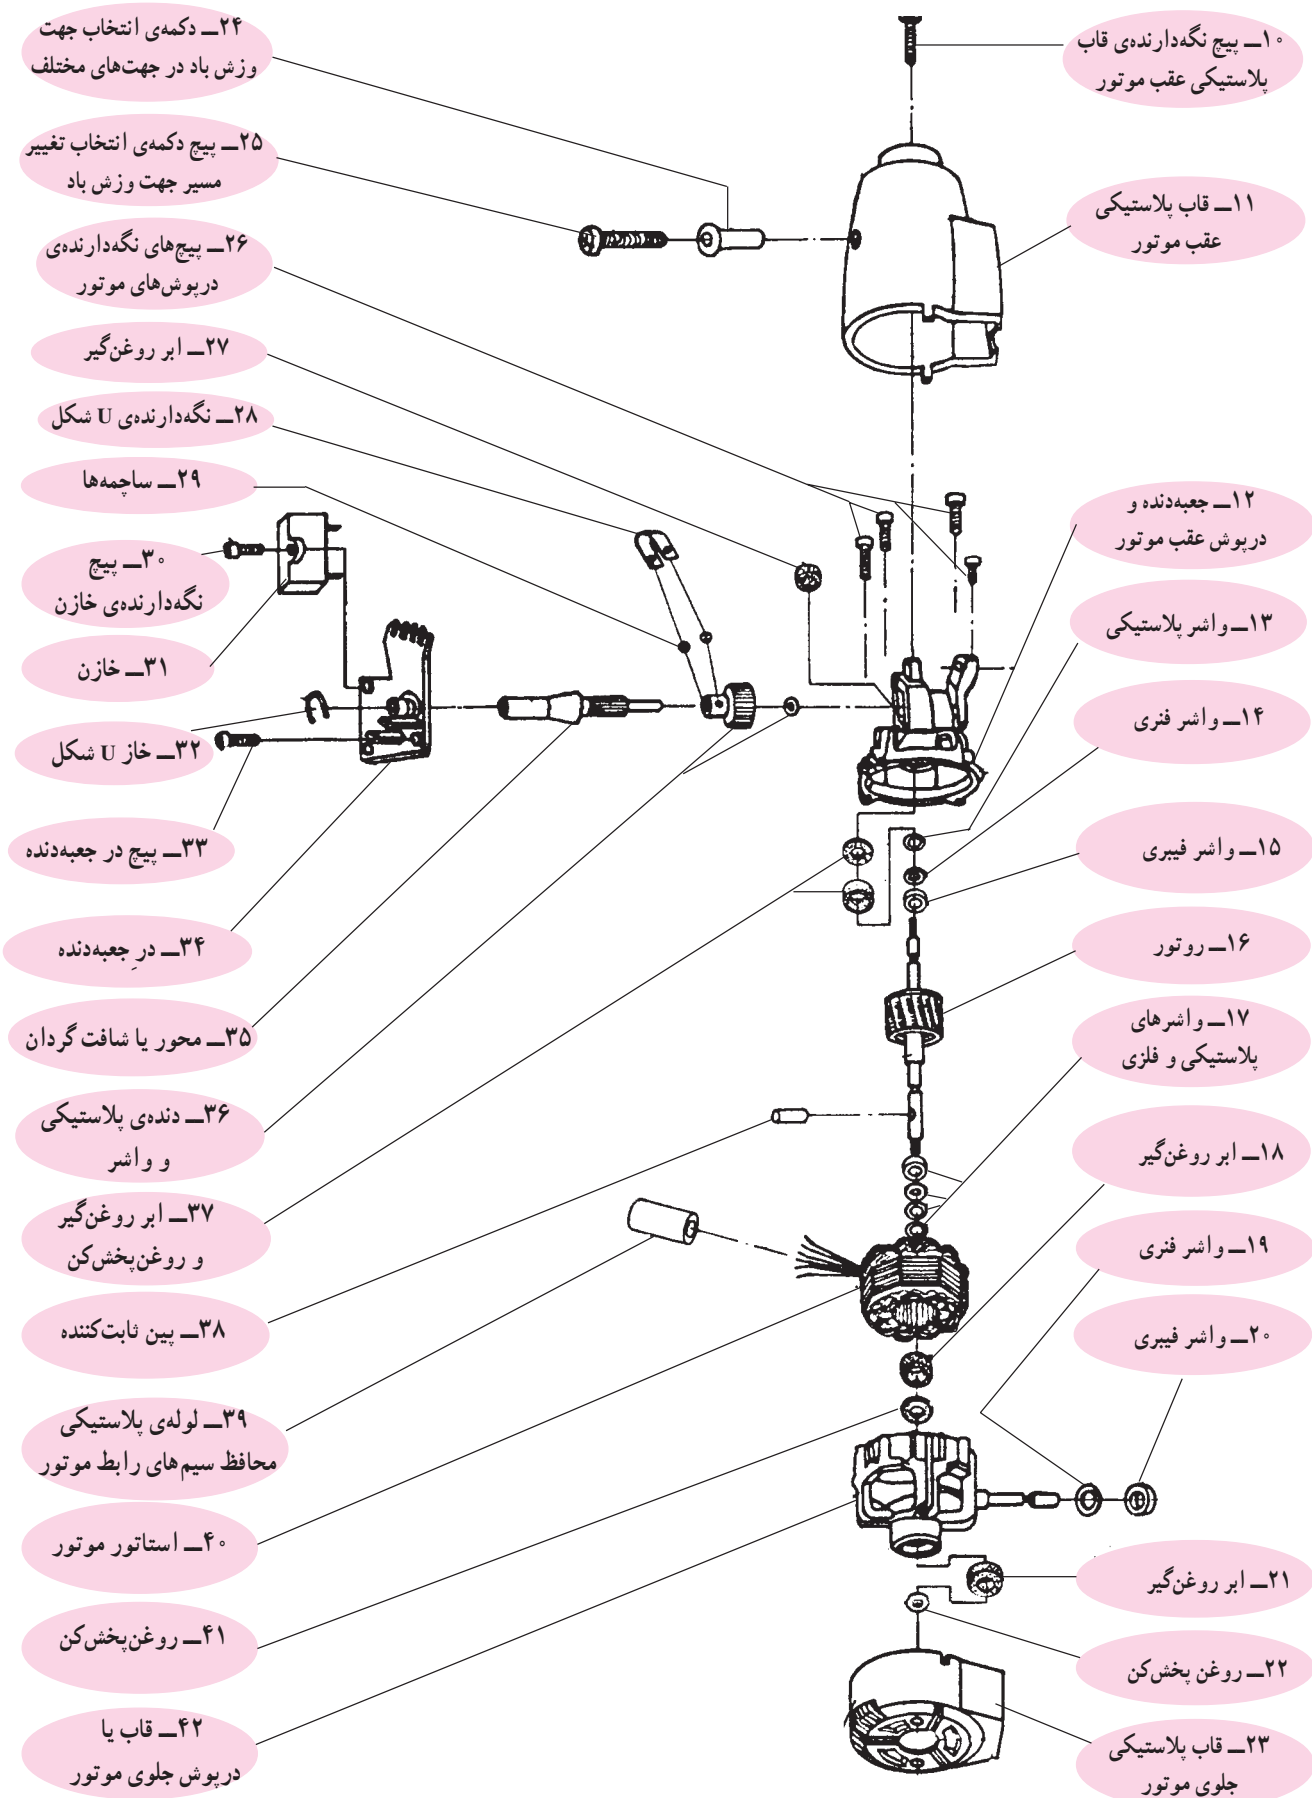 ۱۰ــ پیچ نگه‌دارنده‌ی قاب
پلاستیکی عقب موتور
۱۱ــ قاب پلاستیکی
عقب موتور
۱۲ــ جعبه‌دنده و
درپوش عقب موتور
۱۳ــ واشر پلاستیکی
۱۴ــ واشر فنری
۱۵ــ واشر فیبری
۱۶ــ روتور
۱۷ــ واشرهای
پلاستیکی و فلزی
۱۸ــ ابر روغن‌گیر
۱۹ــ واشر فنری
۲۰ــ واشر فیبری
۲۱ــ ابر روغن‌گیر
۲۲ــ روغن پخش‌کن
۲۳ــ قاب پلاستیکی
جلوی موتور
۲۴ــ دکمه‌ی انتخاب جهت
وزش باد در جهت‌های مختلف
۲۵ــ پیچ دکمه‌ی انتخاب تغییر
مسیر جهت وزش باد
۲۶ــ پیچ‌های نگه‌دارنده‌ی
درپوش‌های موتور
۲۷ــ ابر روغن‌گیر
۲۸ــ نگه‌دارنده‌ی U شکل
۲۹ــ ساچمه‌ها
۳۰ــ پیچ
نگه‌دارنده‌ی خازن
۳۱ــ خازن
۳۲ــ خاز U شکل
۳۳ــ پیچ در جعبه‌دنده
۳۴ــ درِ جعبه‌دنده
۳۵ــ محور یا شافت گردان
۳۶ــ دنده‌ی پلاستیکی
و واشر
۳۷ــ ابر روغن‌گیر
و روغن‌پخش‌کن
۳۸ــ پین ثابت‌کننده
۳۹ــ لوله‌ی پلاستیکی
محافظ سیم‌های رابط موتور
۴۰ــ استاتور موتور
۴۱ــ روغن‌پخش‌کن
۴۲ــ قاب یا
درپوش جلوی موتور